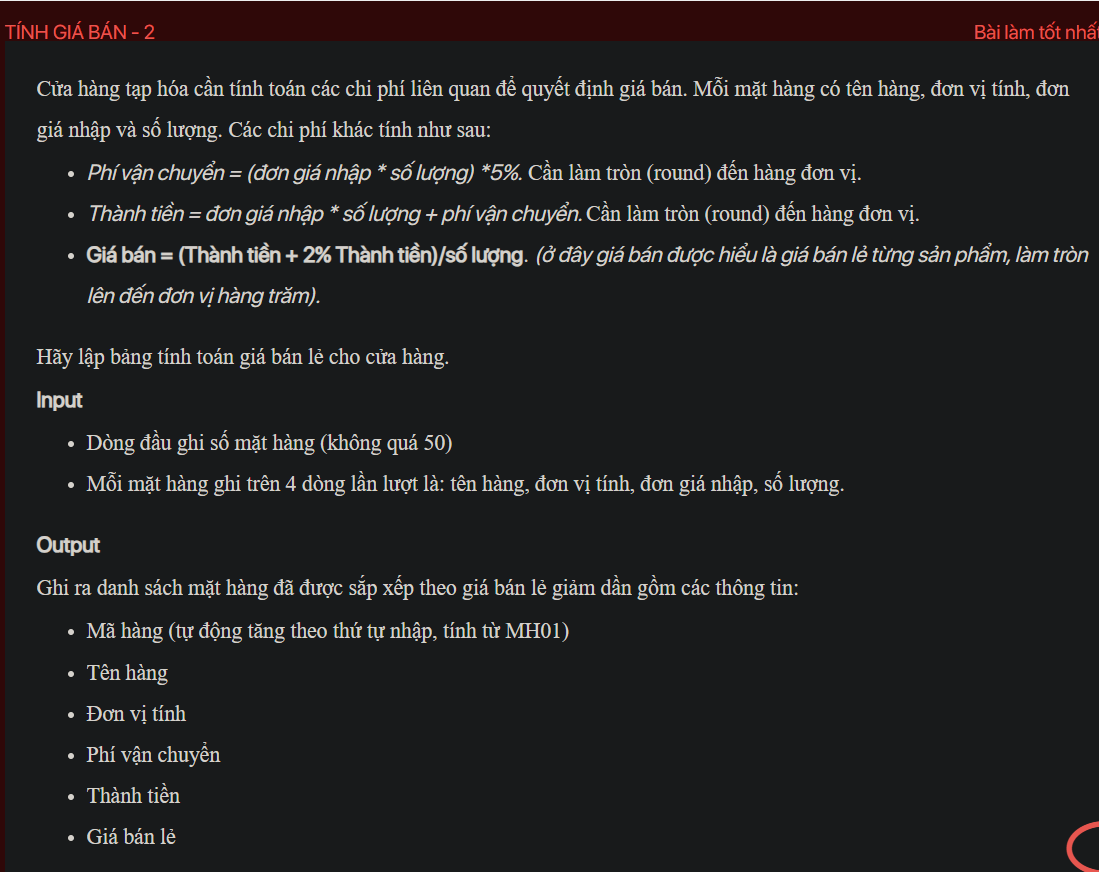 TÍNH GIÁ BÁN - 2
Bài làm tốt nhất
Cửa hàng tạp hóa cần tính toán các chi phí liên quan để quyết định giá bán. Mỗi mặt hàng có tên hàng, đơn vị tính, đơn
giá nhập và số lượng. Các chi phí khác tính như sau:
• Phí vận chuyển = (đơn giá nhập * số lượng) *5%. Cần làm tròn (round) đến hàng đơn vị.
• Thành tiền = đơn giá nhập * số lượng + phí vận chuyển. Cần làm tròn (round) đến hàng đơn vị.
• Giá bán = (Thành tiền + 2% Thành tiền)/số lượng. (ở đây giá bán được hiểu là giá bán lẻ từng sản phẩm, làm tròn
lên đến đơn vị hàng trăm).
Hãy lập bảng tính toán giá bán lẻ cho cửa hàng.
Input
• Dòng đầu ghi số mặt hàng (không quá 50)
• Mỗi mặt hàng ghi trên 4 dòng lần lượt là: tên hàng, đơn vị tính, đơn giá nhập, số lượng.
Output
Ghi ra danh sách mặt hàng đã được sắp xếp theo giá bán lẻ giảm dần gồm các thông tin:
• Mã hàng (tự động tăng theo thứ tự nhập, tính từ MH01)
• Tên hàng
• Đơn vị tính
• Phí vận chuyển
• Thành tiền
• Giá bán lẻ